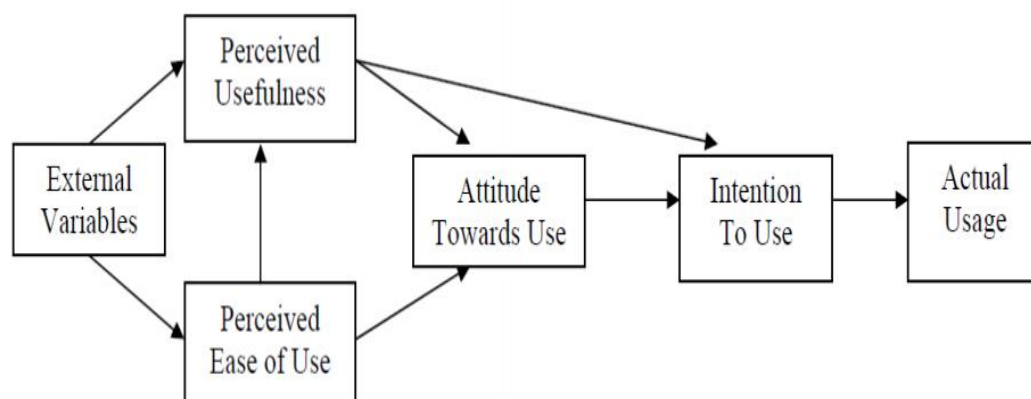 Perceived
Usefulness
External
Variables
Attitude
Towards Use
Intention
To Use
Actual
Usage
Perceived
Ease of Use